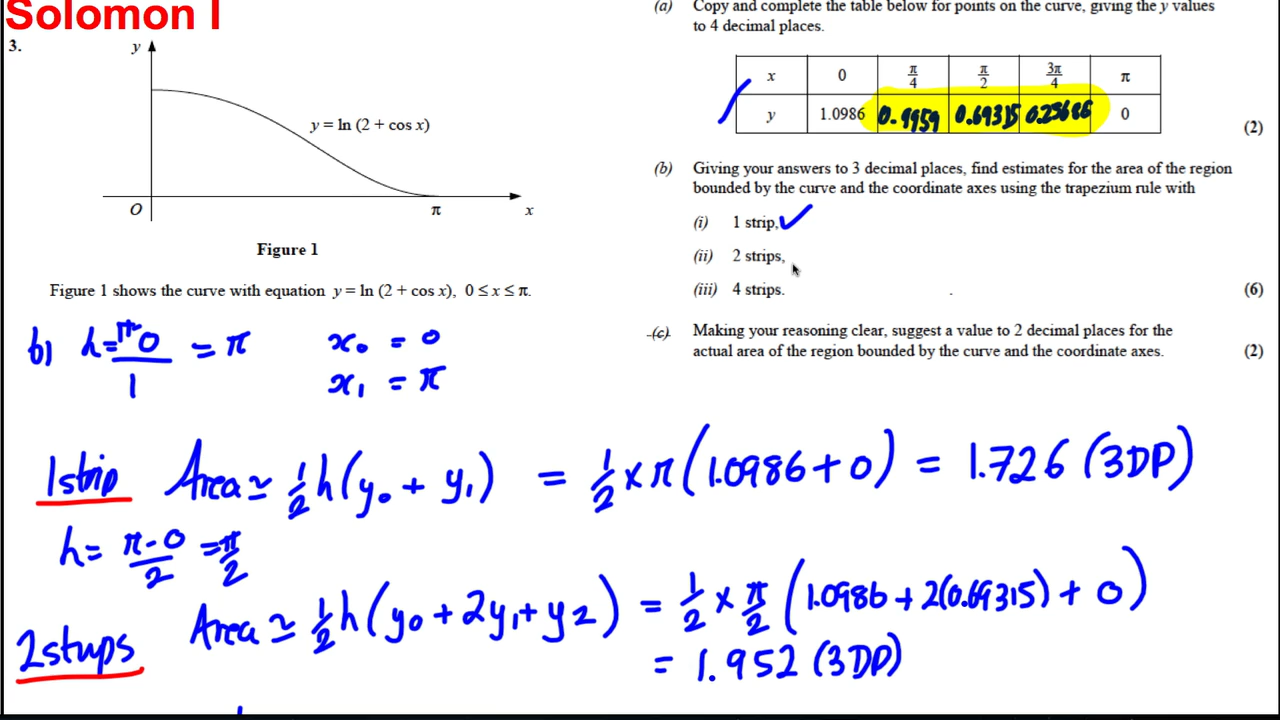 Solomon I
3.
y
y = ln (2 + cos x)
O
π
x
Figure 1
Figure 1 shows the curve with equation y = ln (2 + cos x), 0 ≤ x ≤ π.
(a) Copy and complete the table below for points on the curve, giving the y values
to 4 decimal places.
x 0 π/4 π/2 3π/4 π
y 1.0986 0.9959 0.69315 0
(2)
(b) Giving your answers to 3 decimal places, find estimates for the area of the region
bounded by the curve and the coordinate axes using the trapezium rule with
(i) 1 strip,
(ii) 2 strips,
(iii) 4 strips.
(6)
(c) Making your reasoning clear, suggest a value to 2 decimal places for the
actual area of the region bounded by the curve and the coordinate axes.
(2)
b) h = π-0/1 = π x₀ = 0
x₁ = π
1strip Area ≃ ½h(y₀ + y₁) = ½ × π(1.0986 + 0) = 1.726 (3DP)
h = π-0/2 = π/2
2strips Area ≃ ½h(y₀ + 2y₁ + y2) = ½ × π/2 (1.0986 + 2(0.69315) + 0)
= 1.952 (3DP)